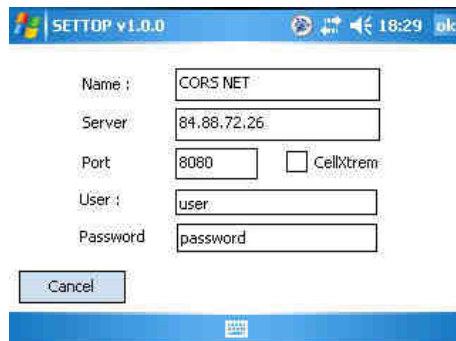 SETTOP v1.0.0 18:29 ok
Name : CORS NET
Server 84.88.72.26
Port 8080 CellXtrem
User : user
Password password
Cancel